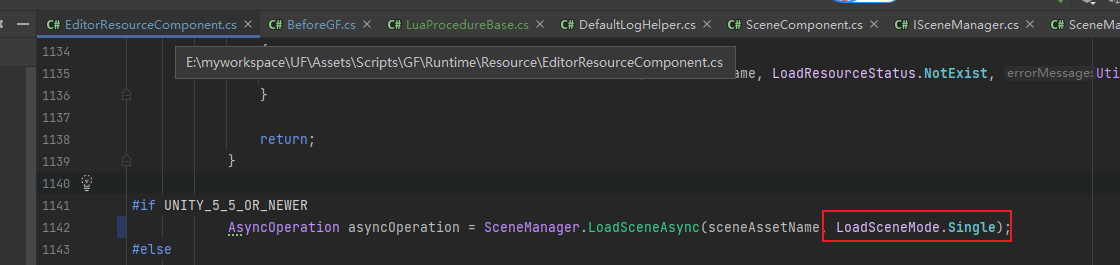 EditorResourceComponent.cs BeforeGF.cs LuaProcedureBase.cs DefaultLogHelper.cs SceneComponent.cs ISceneManager.cs SceneMa
1134 {
E:\myworkspace\UF\Assets\Scripts\GF\Runtime\Resource\EditorResourceComponent.cs
1135 ame, LoadResourceStatus.NotExist, errorMessage: Uti
1136 }
1137
1138 return;
1139 }
1140
1141 #if UNITY_5_5_OR_NEWER
1142 AsyncOperation asyncOperation = SceneManager.LoadSceneAsync(sceneAssetName, LoadSceneMode.Single);
1143 #else